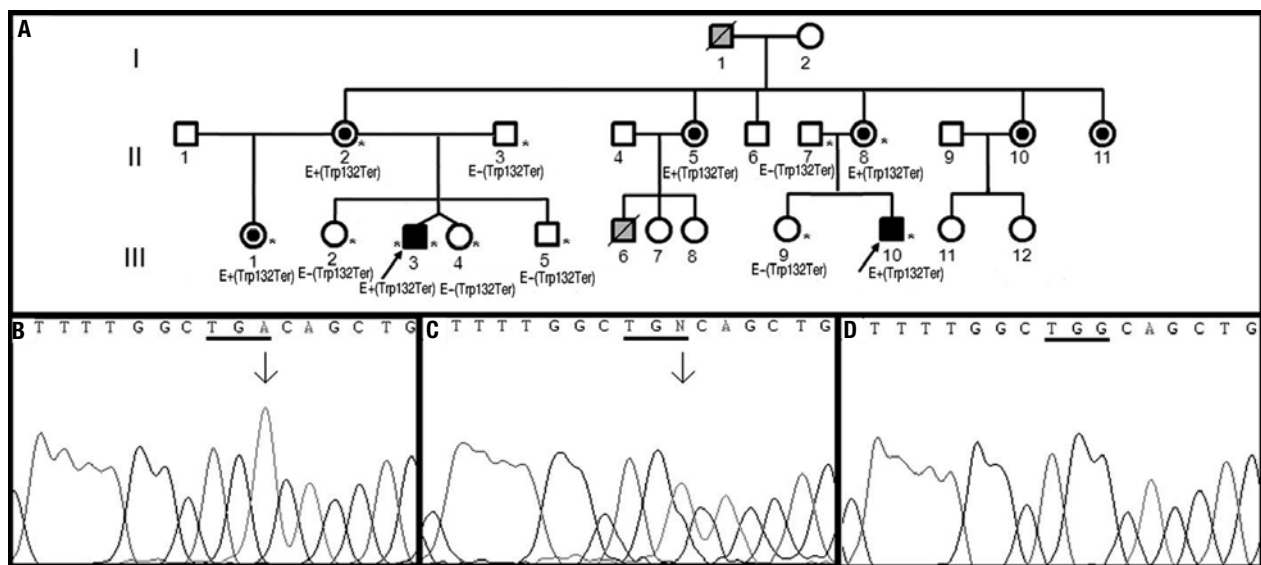 A
I
1 2
II
1 2 * 3 * 4 5 6 7 * 8 * 9 10 11
E+(Trp132Ter) E−(Trp132Ter) E+(Trp132Ter) E−(Trp132Ter) E+(Trp132Ter)
III
1 * 2 * * 3 * 4 * 5 * 6 7 8 9 * 10 * 11 12
E+(Trp132Ter) E−(Trp132Ter) E+(Trp132Ter) E−(Trp132Ter) E−(Trp132Ter) E−(Trp132Ter) E+(Trp132Ter)
B T T T T G G C T G A C A G C T G
C T T T T G G C T G N C A G C T G
D T T T T G G C T G G C A G C T G